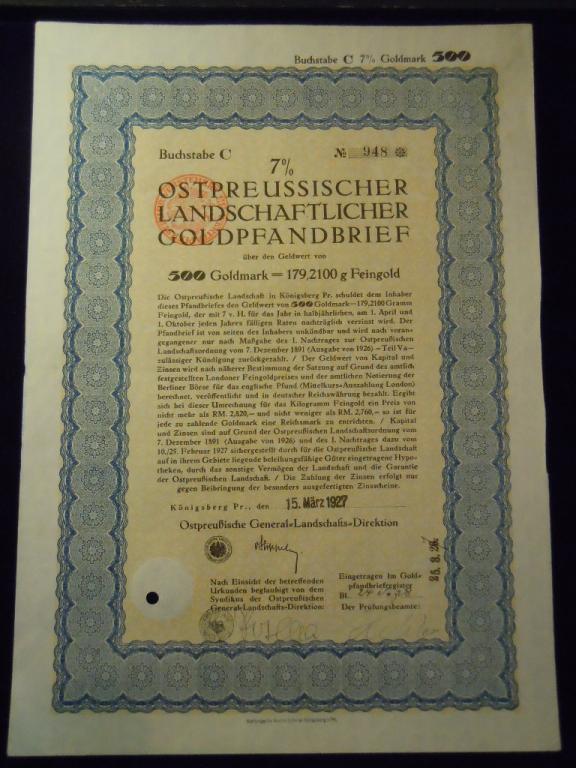 Buchstabe C 7% Goldmark 500
Buchstabe C
№ 948
7%
OSTPREUSSISCHER
LANDSCHAFTLICHER
GOLDPFANDBRIEF
über den Geldwert von
500 Goldmark = 179,2100 g Feingold
Die Ostpreußische Landschaft in Königsberg Pr. schuldet dem Inhaber
dieses Pfandbriefes den Geldwert von 500 Goldmark=179,2100 Gramm
Feingold, der mit 7 v. H. für das Jahr in halbjährlichen, am 1. April und
1. Oktober jeden Jahres fälligen Raten nachträglich verzinst wird. Der
Pfandbrief ist von seiten des Inhabers unkündbar und wird nach voran-
gegangener nur nach Maßgabe des 1. Nachtrages zur Ostpreußischen
Landschaftsordnung vom 7. Dezember 1891 (Ausgabe von 1926) – Teil Va –
zulässiger Kündigung zurückgezahlt. / Der Geldwert von Kapital und
Zinsen wird nach näherer Bestimmung der Satzung auf Grund des amtlich
festgestellten Londoner Feingoldpreises und der amtlichen Notierung der
Berliner Börse für das englische Pfund (Mittelkurs=Auszahlung London)
berechnet, veröffentlicht und in deutscher Reichswährung bezahlt. Ergibt
sich bei dieser Umrechnung für das Kilogramm Feingold ein Preis von
nicht mehr als RM. 2,820,— und nicht weniger als RM. 2,760,— so ist für
jede zu zahlende Goldmark eine Reichsmark zu entrichten. / Kapital
und Zinsen sind auf Grund der Ostpreußischen Landschaftsordnung vom
7. Dezember 1891 (Ausgabe von 1926) und des 1. Nachtrages dazu vom
10./25. Februar 1927 sichergestellt durch für die Ostpreußische Landschaft
auf in ihrem Gebiete liegende beleihungsfähige Güter eingetragene Hypo-
theken, durch das sonstige Vermögen der Landschaft und die Garantie
der Ostpreußischen Landschaft. / Die Zahlung der Zinsen erfolgt nur
gegen Beibringung der besonders ausgefertigten Zinsscheine.
Königsberg Pr., den 15. März 1927
Ostpreußische General=Landschafts=Direktion
Nach Einsicht der betreffenden
Urkunden beglaubigt von dem
Syndikus der Ostpreußischen
General=Landschafts=Direktion:
Eingetragen im Gold-
pfandbriefregister
Bl.
Der Prüfungsbeamte: